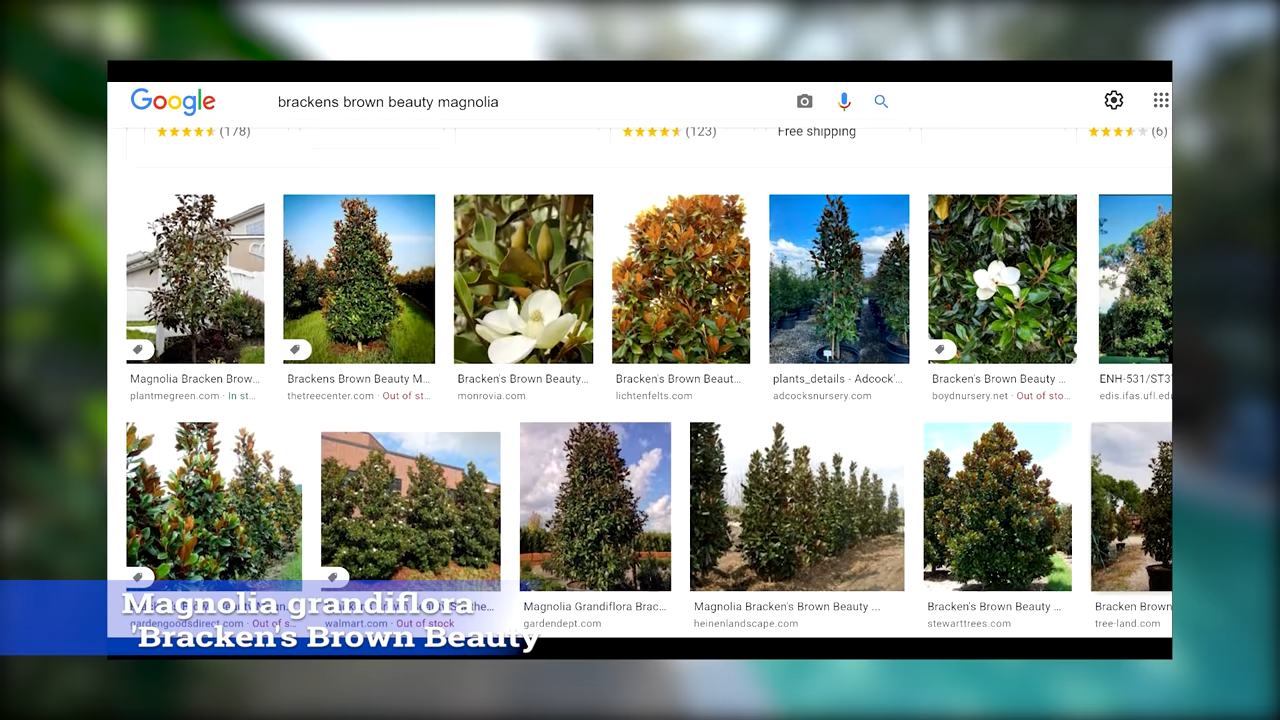 Google
brackens brown beauty magnolia
(178)
(123)
Free shipping
(6)
Magnolia Bracken Brow...
plantmegreen.com · In st...
Brackens Brown Beauty M...
thetreecenter.com · Out of st...
Bracken's Brown Beauty...
monrovia.com
Bracken's Brown Beaut...
lichtenfelts.com
plants_details - Adcock'...
adcocksnursery.com
Bracken's Brown Beauty ...
boydnursery.net · Out of sto...
ENH-531/ST3
edis.ifas.ufl.edu
gardengoodsdirect.com · Out of s...
walmart.com · Out of stock
Magnolia Grandiflora Brac...
gardendept.com
Magnolia Bracken's Brown Beauty ...
heinenlandscape.com
Bracken's Brown Beauty ...
stewarttrees.com
Bracken Brown
tree-land.com
Magnolia grandiflora
'Bracken's Brown Beauty'